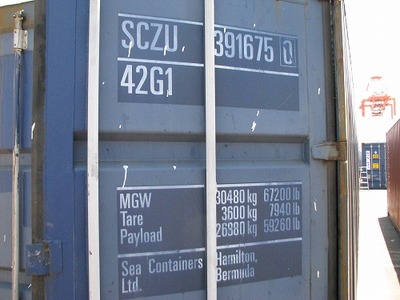 SCZU 391675 0
42G1
MGW 30480 kg 67200 lb
Tare 3600 kg 7940 lb
Payload 26880 kg 59260 lb
Sea Containers Hamilton,
Ltd. Bermuda